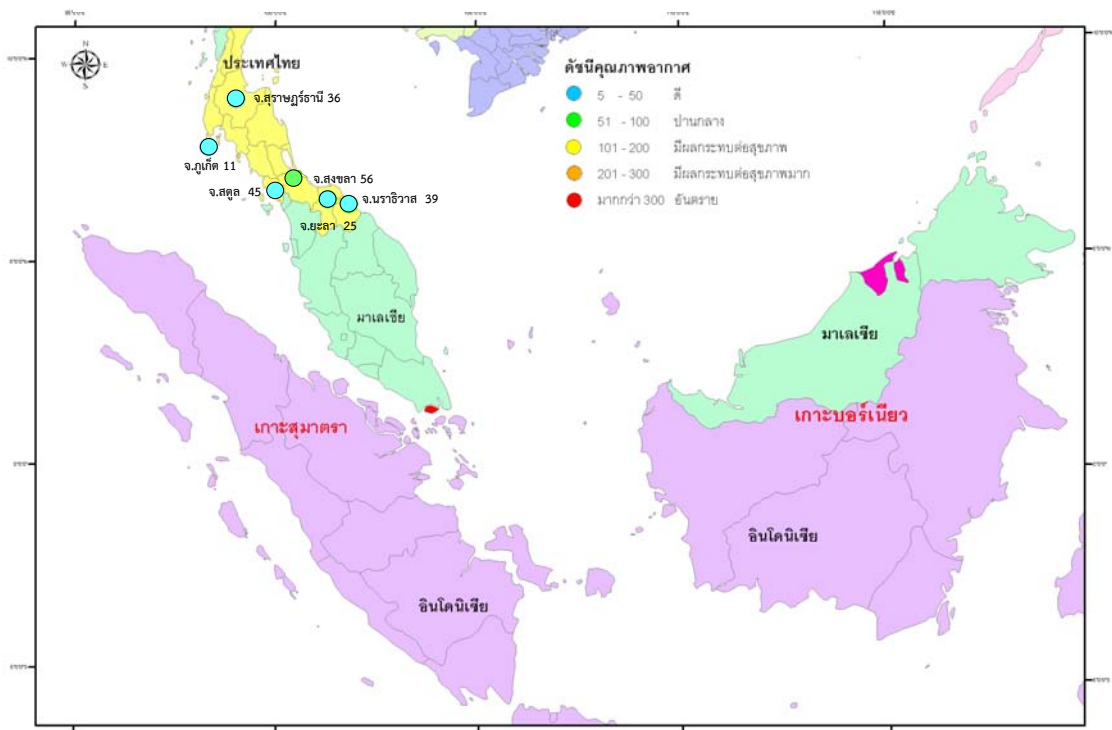 N
W E
S
ประเทศไทย
จ.สุราษฏร์ธานี 36
จ.ภูเก็ต 11
จ.สงขลา 56
จ.สตูล 45
จ.นราธิวาส 39
จ.ยะลา 25
ดัชนีคุณภาพอากาศ
5 - 50 ดี
51 - 100 ปานกลาง
101 - 200 มีผลกระทบต่อสุขภาพ
201 - 300 มีผลกระทบต่อสุขภาพมาก
มากกว่า 300 อันตราย
มาเลเซีย
มาเลเซีย
เกาะสุมาตรา
เกาะบอร์เนียว
อินโดนิเซีย
อินโดนิเซีย